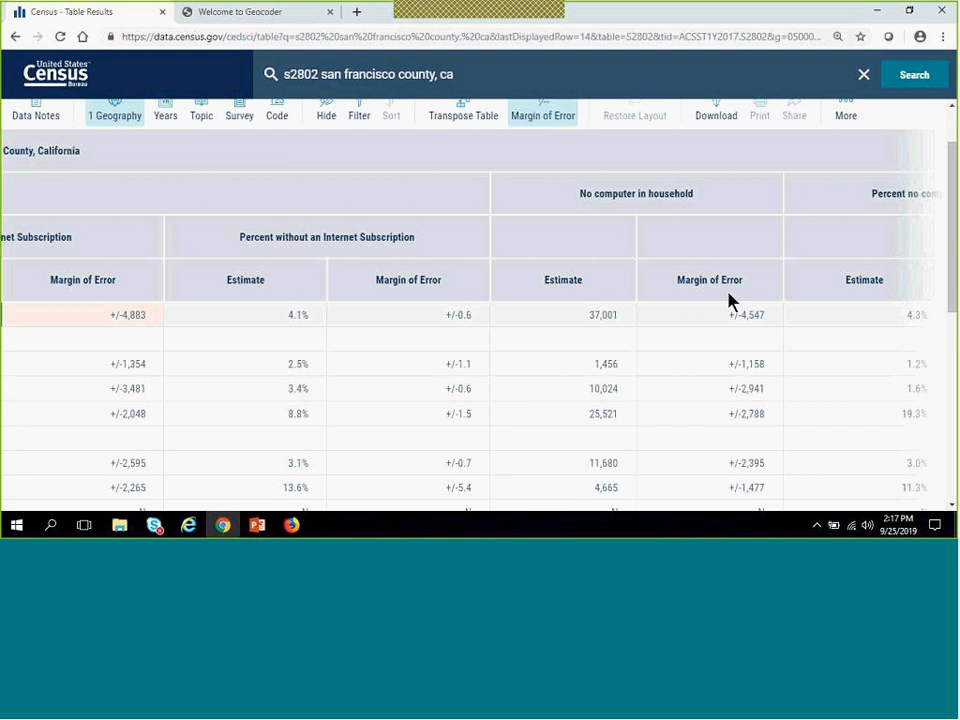 Census - Table Results
Welcome to Geocoder
https://data.census.gov/cedsci/table?q=s2802%20san%20francisco%20county,%20ca&lastDisplayedRow=14&table=S2802&tid=ACSST1Y2017.S2802&g=05000...
United States®
Census
Bureau
s2802 san francisco county, ca
Search
Data Notes 1 Geography Years Topic Survey Code Hide Filter Sort Transpose Table Margin of Error Restore Layout Download Print Share More
County, California
No computer in household Percent no com
net Subscription Percent without an Internet Subscription
Margin of Error Estimate Margin of Error Estimate Margin of Error Estimate
+/-4,883 4.1% +/-0.6 37,001 +/-4,547 4.3%
+/-1,354 2.5% +/-1.1 1,456 +/-1,158 1.2%
+/-3,481 3.4% +/-0.6 10,024 +/-2,941 1.6%
+/-2,048 8.8% +/-1.5 25,521 +/-2,788 19.3%
+/-2,595 3.1% +/-0.7 11,680 +/-2,395 3.0%
+/-2,265 13.6% +/-5.4 4,665 +/-1,477 11.3%
2:17 PM
9/25/2019